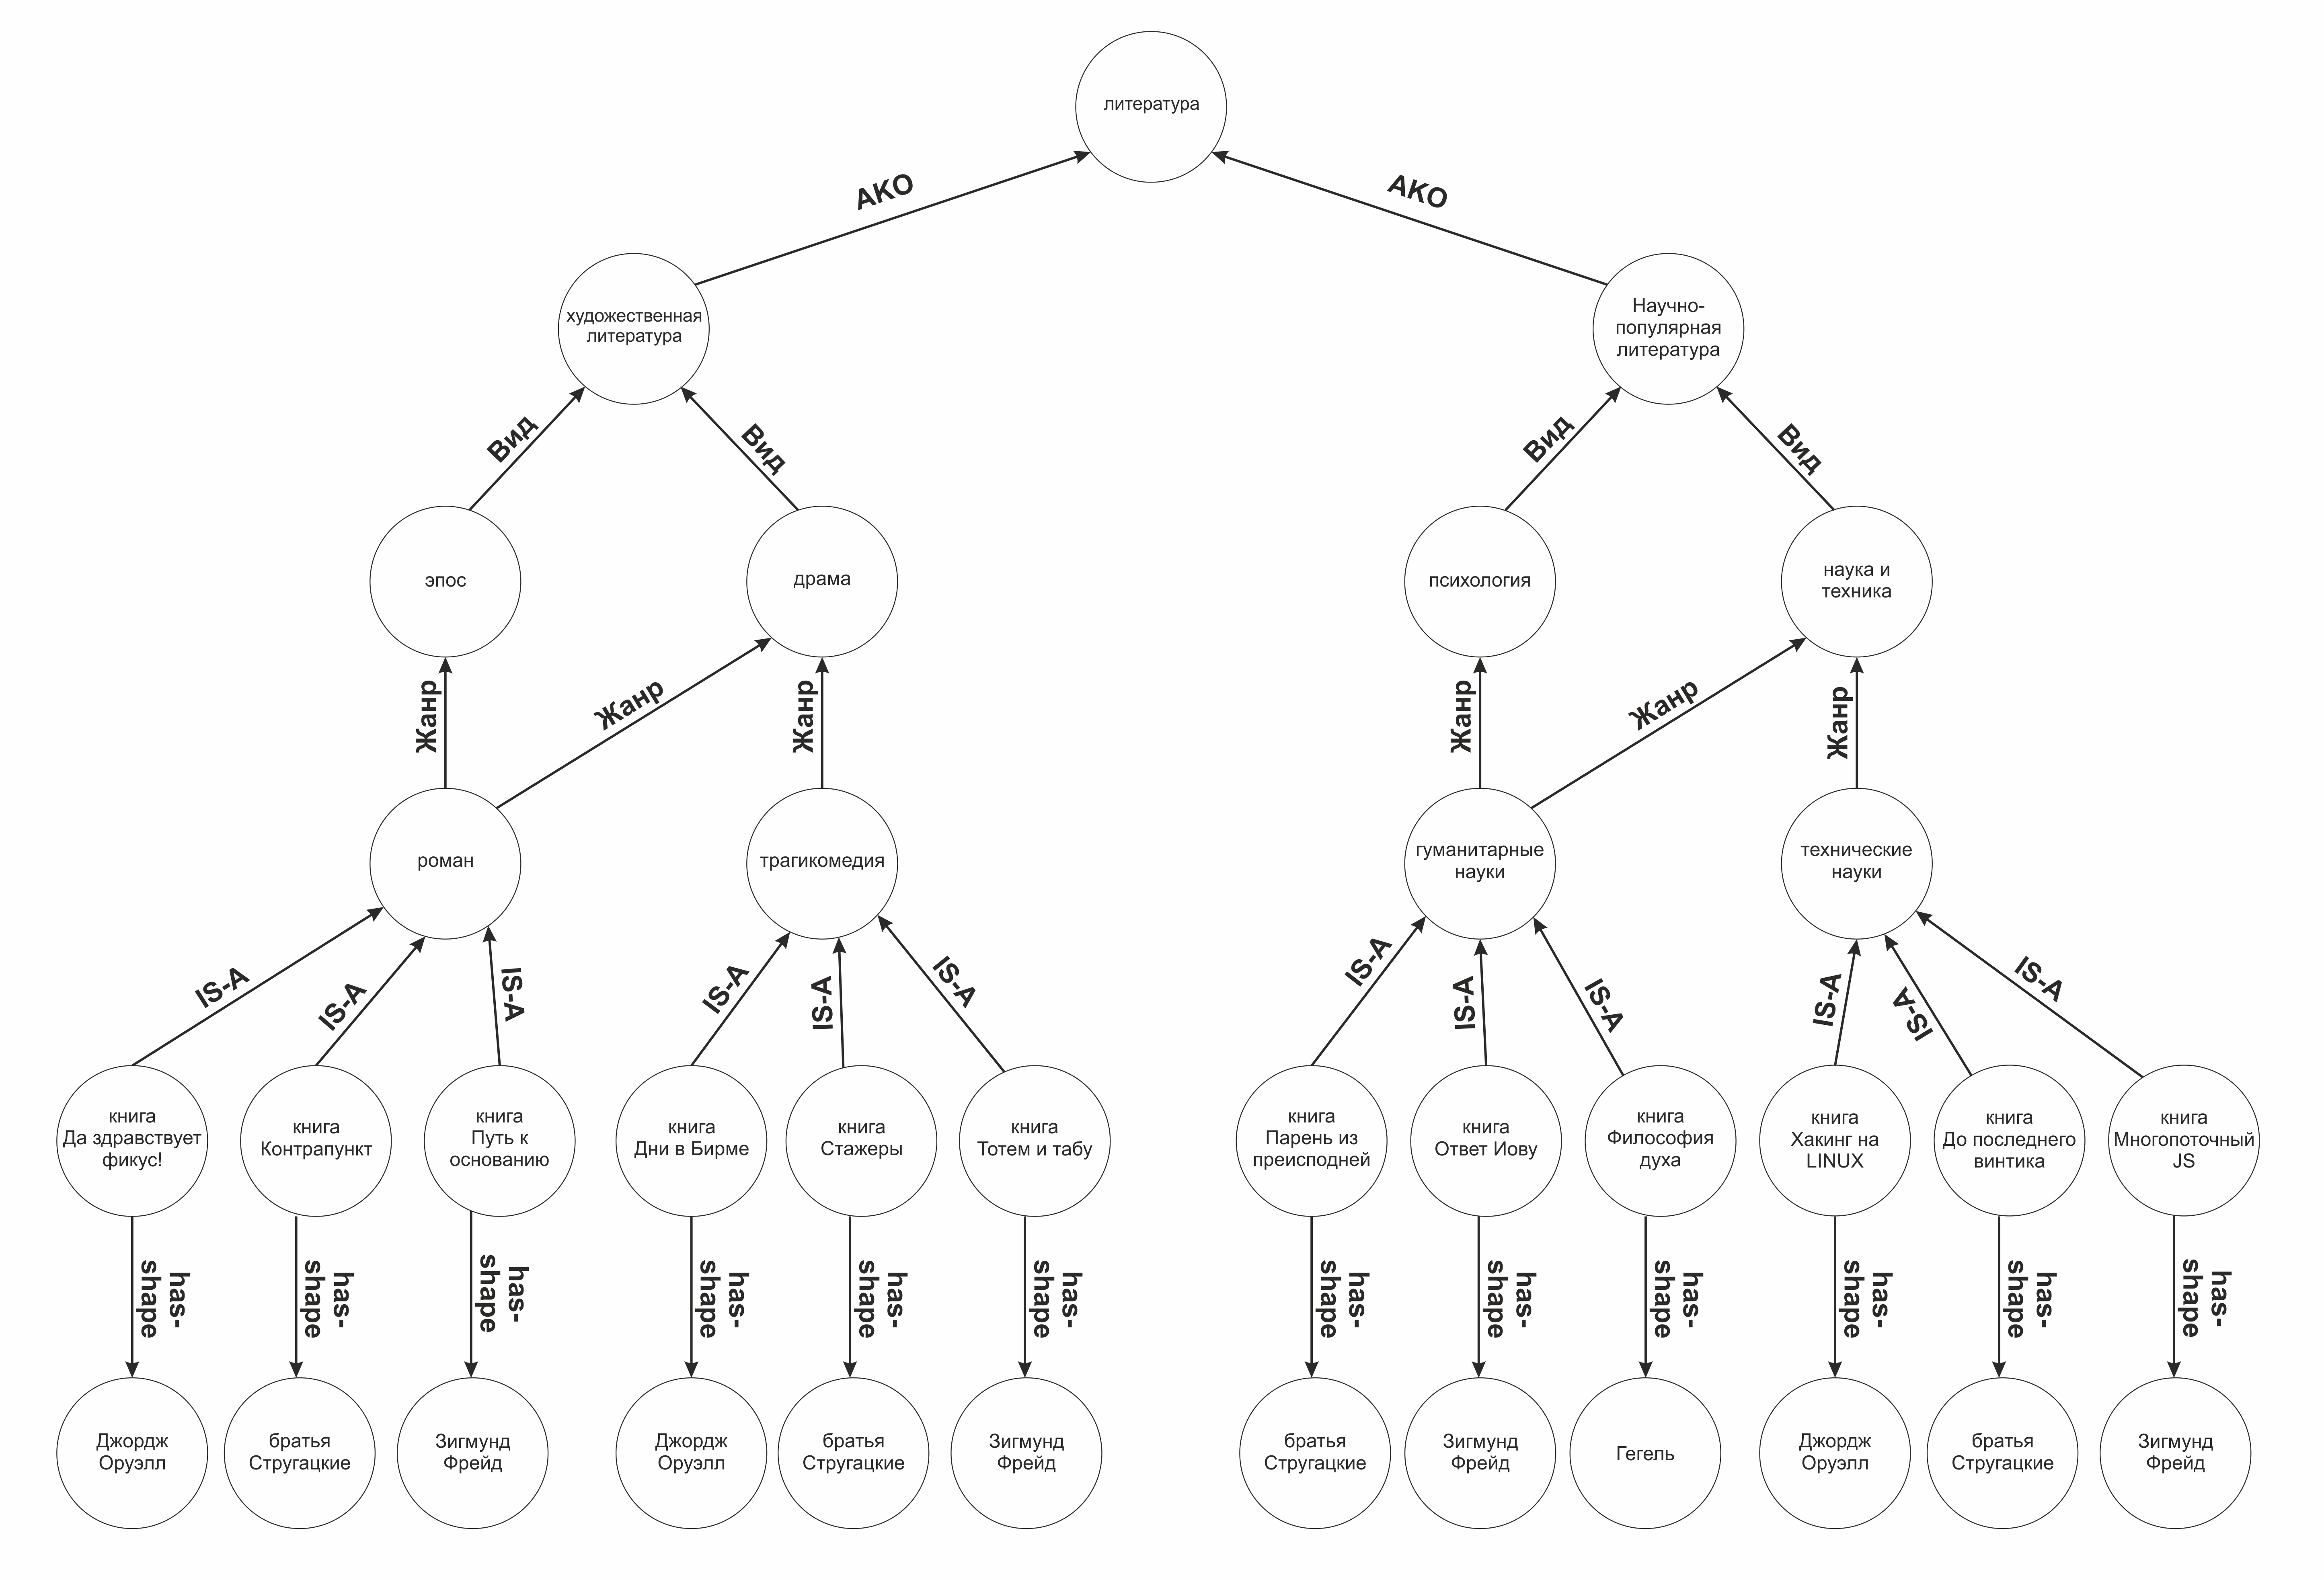 литература
АКО
АКО
художественная
литература
Научно-
популярная
литература
Вид
Вид
Вид
Вид
эпос
драма
психология
наука и
техника
Жанр
Жанр
Жанр
Жанр
Жанр
Жанр
роман
трагикомедия
гуманитарные
науки
технические
науки
IS-A
IS-A
IS-A
IS-A
IS-A
IS-A
IS-A
IS-A
IS-A
IS-A
IS-A
IS-A
книга
Да здравствует
фикус!
книга
Контрапункт
книга
Путь к
основанию
книга
Дни в Бирме
книга
Стажеры
книга
Тотем и табу
книга
Парень из
преисподней
книга
Ответ Иову
книга
Философия
духа
книга
Хакинг на
LINUX
книга
До последнего
винтика
книга
Многопоточный
JS
has-
shape
has-
shape
has-
shape
has-
shape
has-
shape
has-
shape
has-
shape
has-
shape
has-
shape
has-
shape
has-
shape
has-
shape
Джордж
Оруэлл
братья
Стругацкие
Зигмунд
Фрейд
Джордж
Оруэлл
братья
Стругацкие
Зигмунд
Фрейд
братья
Стругацкие
Зигмунд
Фрейд
Гегель
Джордж
Оруэлл
братья
Стругацкие
Зигмунд
Фрейд